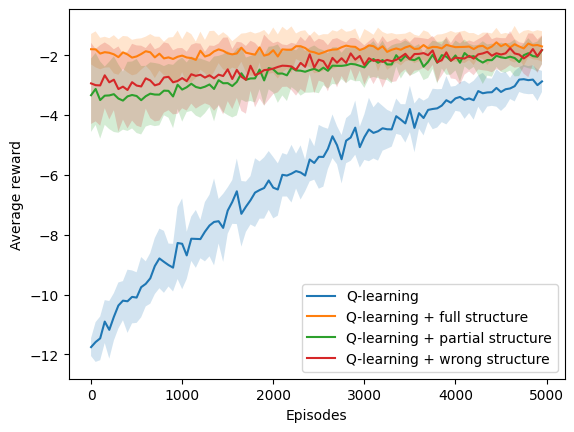 −2
−4
−6
−8
−10
−12
Average reward
0
1000
2000
3000
4000
5000
Episodes
Q-learning
Q-learning + full structure
Q-learning + partial structure
Q-learning + wrong structure